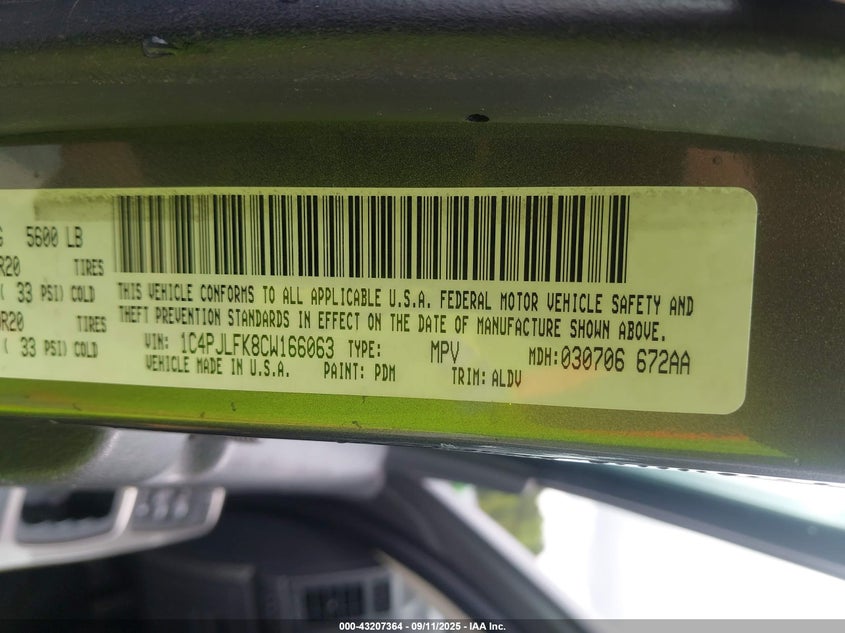 G 5600 LB
R20 TIRES
( 33 PSI) COLD
0R20 TIRES
( 33 PSI) COLD
THIS VEHICLE CONFORMS TO ALL APPLICABLE U.S.A. FEDERAL MOTOR VEHICLE SAFETY AND
THEFT PREVENTION STANDARDS IN EFFECT ON THE DATE OF MANUFACTURE SHOWN ABOVE.
VIN: 1C4PJLFK8CW166063 TYPE: MPV MDH: 030706 672AA
VEHICLE MADE IN U.S.A. PAINT: PDM TRIM: ALDV
000-43207364 - 09/11/2025 - IAA Inc.